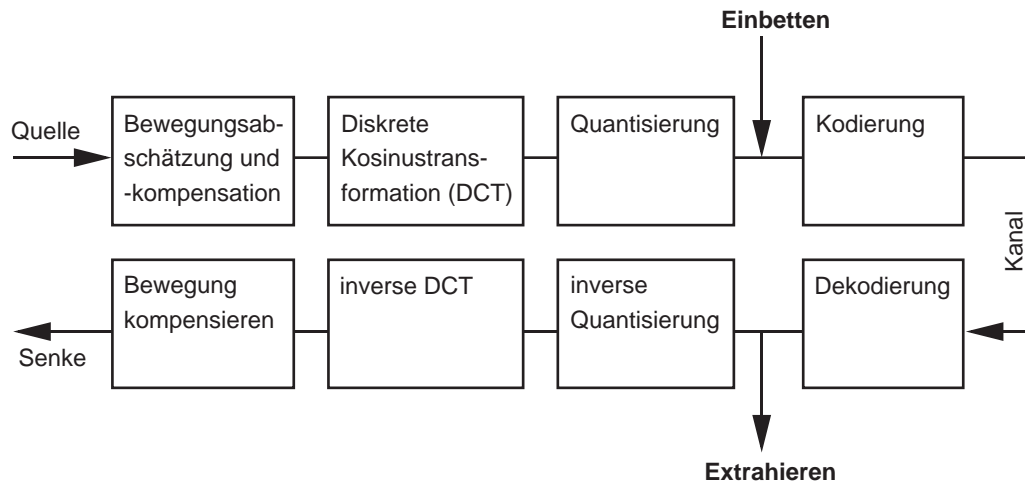 Einbetten
Quelle
Bewegungsab-
schätzung und
-kompensation
Diskrete
Kosinustrans-
formation (DCT)
Quantisierung
Kodierung
Kanal
Bewegung
kompensieren
inverse DCT
inverse
Quantisierung
Dekodierung
Senke
Extrahieren